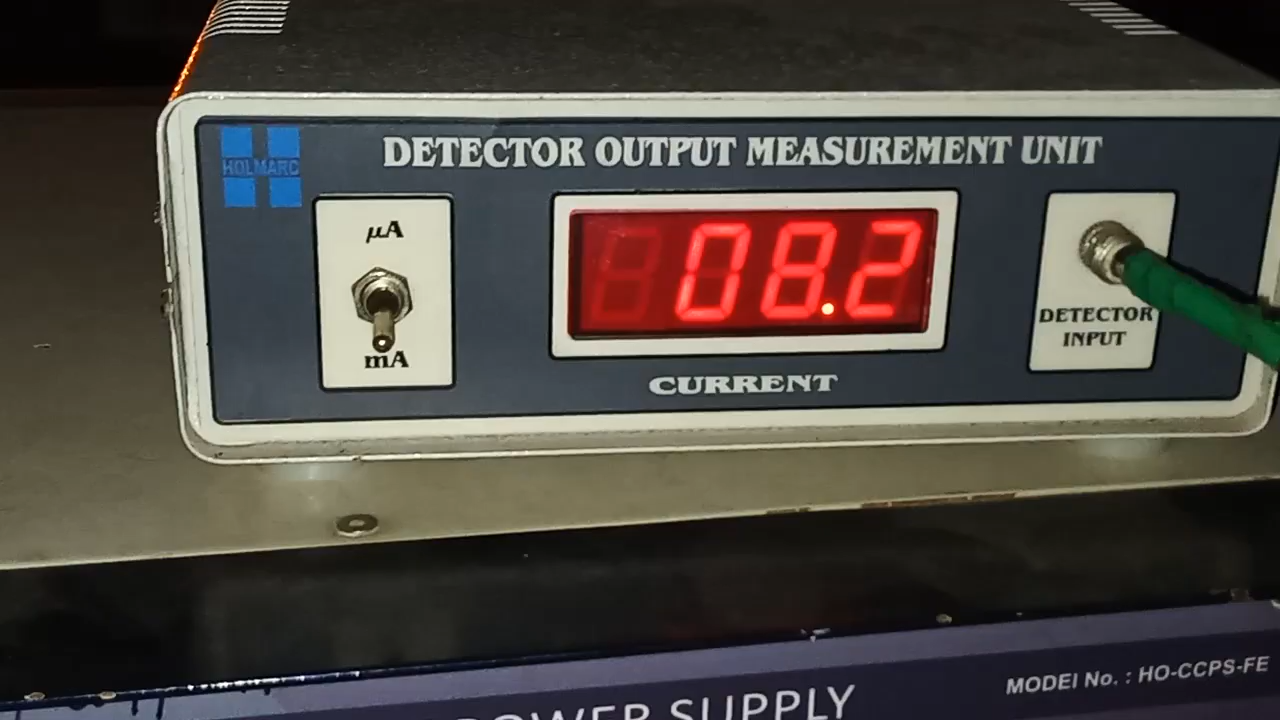 HOLMARC
DETECTOR OUTPUT MEASUREMENT UNIT
μA
mA
08.2
CURRENT
DETECTOR
INPUT
POWER SUPPLY
MODEl No. : HO-CCPS-FE